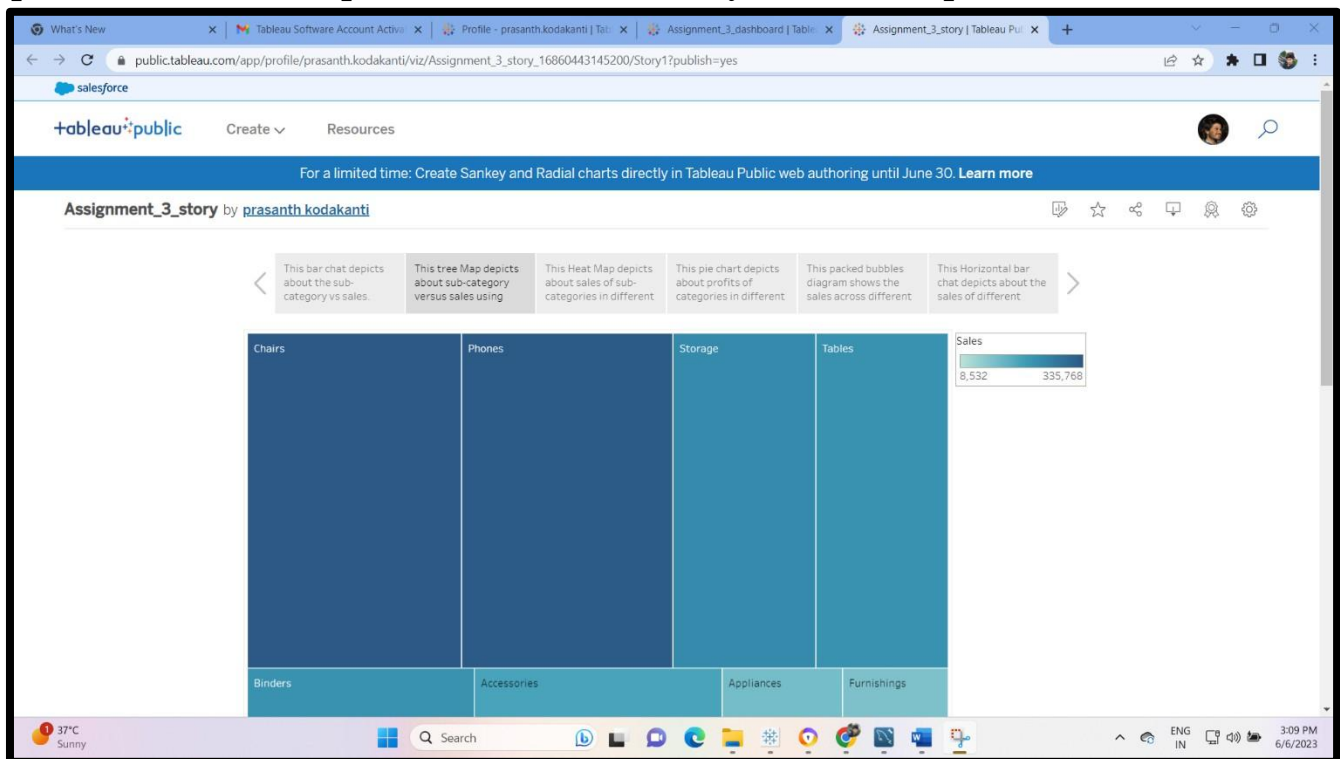 What's New
Tableau Software Account Activa
Profile - prasanth.kodakanti | Tab
Assignment_3_dashboard | Table
Assignment_3_story | Tableau Pu
public.tableau.com/app/profile/prasanth.kodakanti/viz/Assignment_3_story_16860443145200/Story1?publish=yes
salesforce
+ableau public
Create
Resources
For a limited time: Create Sankey and Radial charts directly in Tableau Public web authoring until June 30. Learn more
Assignment_3_story by prasanth kodakanti
This bar chat depicts
about the sub-
category vs sales.
This tree Map depicts
about sub-category
versus sales using
This Heat Map depicts
about sales of sub-
categories in different
This pie chart depicts
about profits of
categories in different
This packed bubbles
diagram shows the
sales across different
This Horizontal bar
chat depicts about the
sales of different
Chairs
Phones
Storage
Tables
Sales
8,532 335,768
Binders
Accessories
Appliances
Furnishings
1
37°C
Sunny
Search
ENG
IN
3:09 PM
6/6/2023